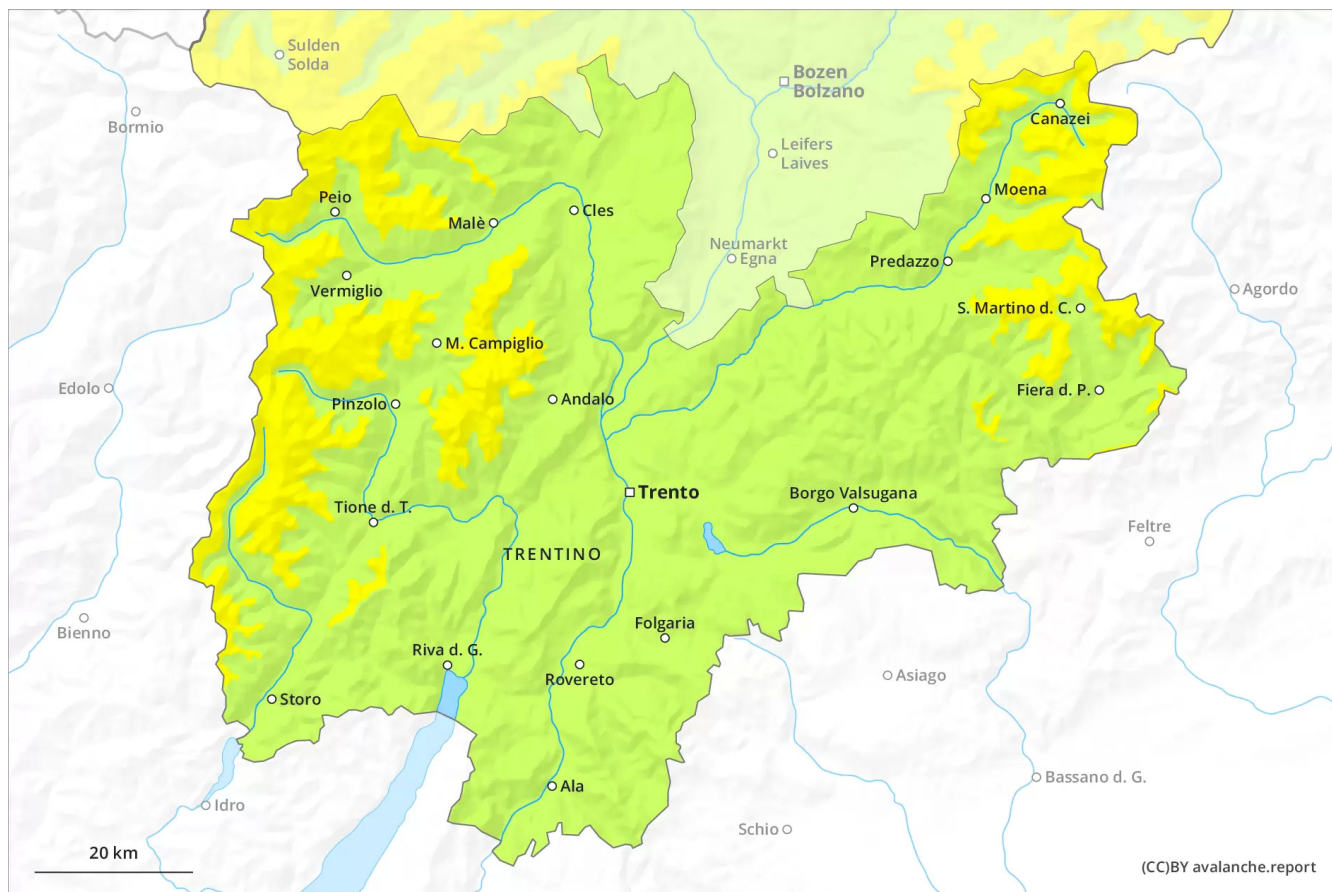 Sulden
Solda
Bozen
Bolzano
Bormio
Canazei
Leifers
Laives
Peio
Moena
Malè
Cles
Neumarkt
Egna
Predazzo
Vermiglio
Agordo
S. Martino d. C.
M. Campiglio
Edolo
Fiera d. P.
Pinzolo
Andalo
Trento
Borgo Valsugana
Tione d. T.
Feltre
TRENTINO
Bienno
Folgaria
Riva d. G.
Rovereto
Asiago
Storo
Bassano d. G.
Ala
Idro
Schio
20 km
(CC)BY avalanche.report